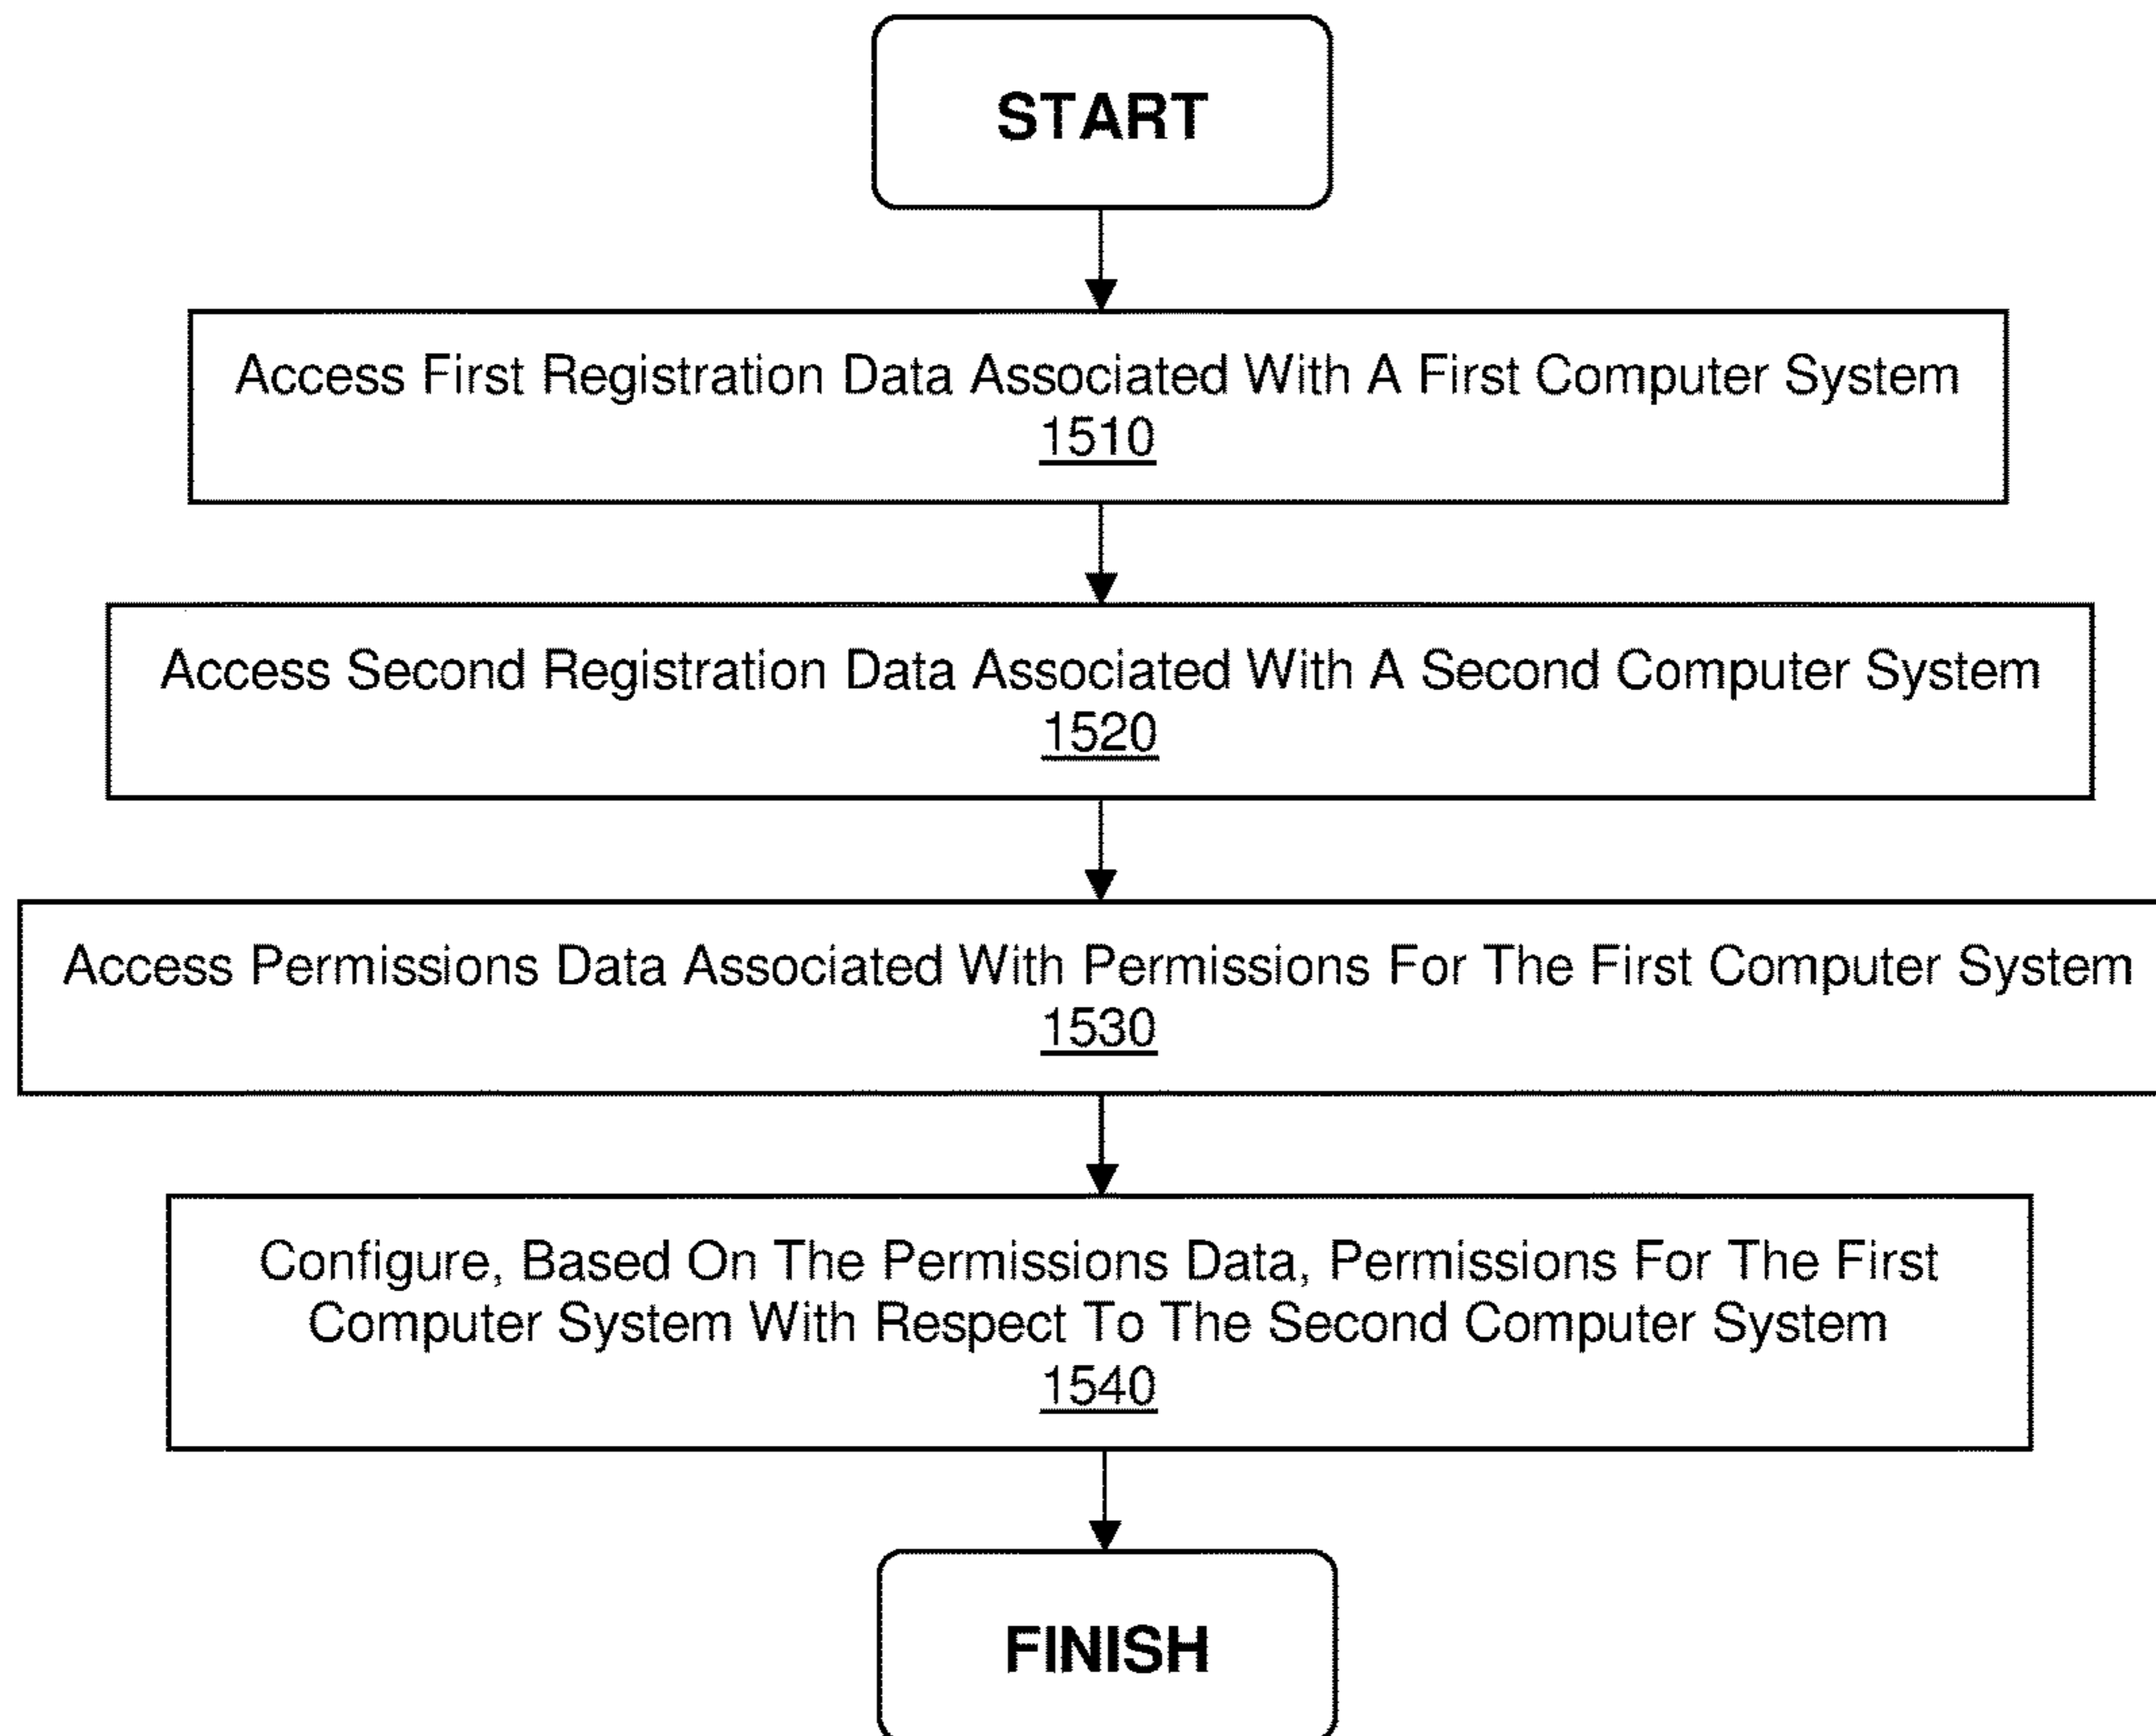 START
Access First Registration Data Associated With A First Computer System
1510
Access Second Registration Data Associated With A Second Computer System
1520
Access Permissions Data Associated With Permissions For The First Computer System
1530
Configure, Based On The Permissions Data, Permissions For The First
Computer System With Respect To The Second Computer System
1540
FINISH